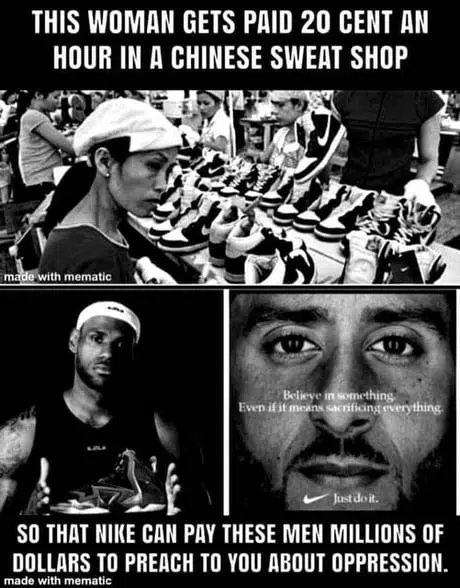 THIS WOMAN GETS PAID 20 CENT AN
HOUR IN A CHINESE SWEAT SHOP
made with mematic
Believe in something.
Even if it means sacrificing everything.
Just do it.
SO THAT NIKE CAN PAY THESE MEN MILLIONS OF
DOLLARS TO PREACH TO YOU ABOUT OPPRESSION.
made with mematic